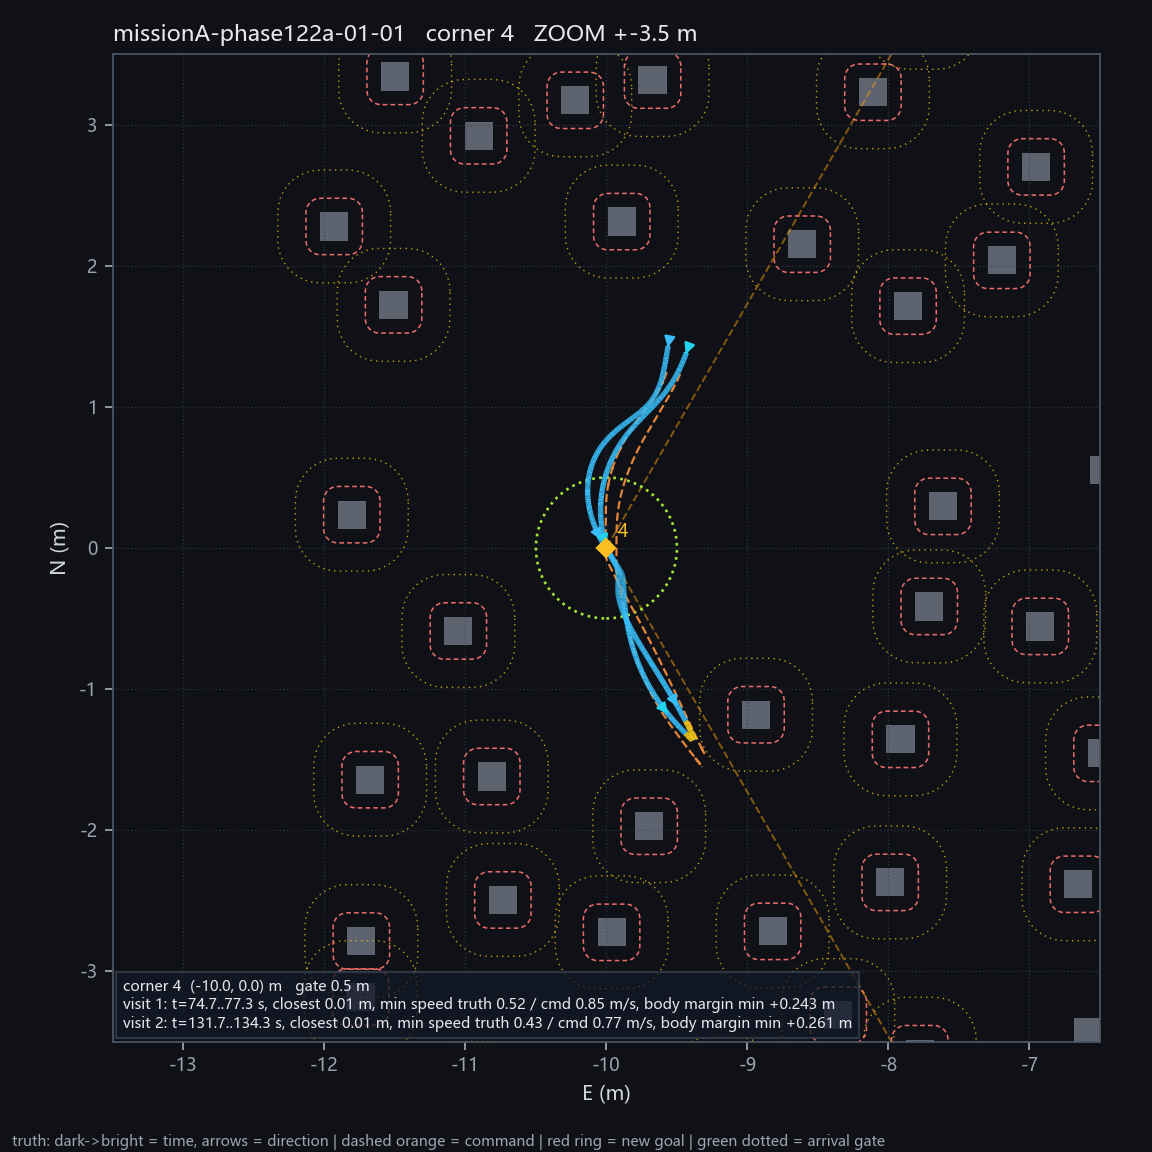 missionA-phase122a-01-01   corner 4   ZOOM +-3.5 m
3
2
1
0
-1
-2
-3
N (m)
4
corner 4  (-10.0, 0.0) m   gate 0.5 m
visit 1: t=74.7..77.3 s, closest 0.01 m, min speed truth 0.52 / cmd 0.85 m/s, body margin min +0.243 m
visit 2: t=131.7..134.3 s, closest 0.01 m, min speed truth 0.43 / cmd 0.77 m/s, body margin min +0.261 m
-13 -12 -11 -10 -9 -8 -7
E (m)
truth: dark->bright = time, arrows = direction | dashed orange = command | red ring = new goal | green dotted = arrival gate